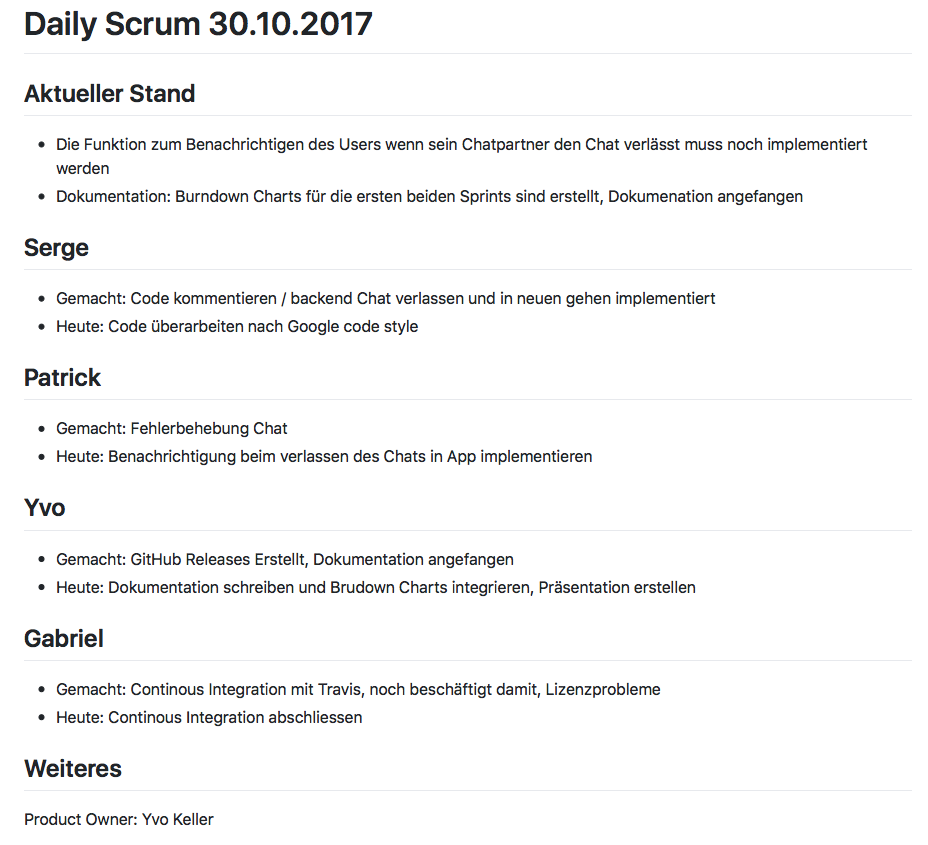 Daily Scrum 30.10.2017
Aktueller Stand
Die Funktion zum Benachrichtigen des Users wenn sein Chatpartner den Chat verlässt muss noch implementiert
werden
Dokumentation: Burndown Charts für die ersten beiden Sprints sind erstellt, Dokumenation angefangen
Serge
Gemacht: Code kommentieren / backend Chat verlassen und in neuen gehen implementiert
Heute: Code überarbeiten nach Google code style
Patrick
Gemacht: Fehlerbehebung Chat
Heute: Benachrichtigung beim verlassen des Chats in App implementieren
Yvo
Gemacht: GitHub Releases Erstellt, Dokumentation angefangen
Heute: Dokumentation schreiben und Brudown Charts integrieren, Präsentation erstellen
Gabriel
Gemacht: Continous Integration mit Travis, noch beschäftigt damit, Lizenzprobleme
Heute: Continous Integration abschliessen
Weiteres
Product Owner: Yvo Keller